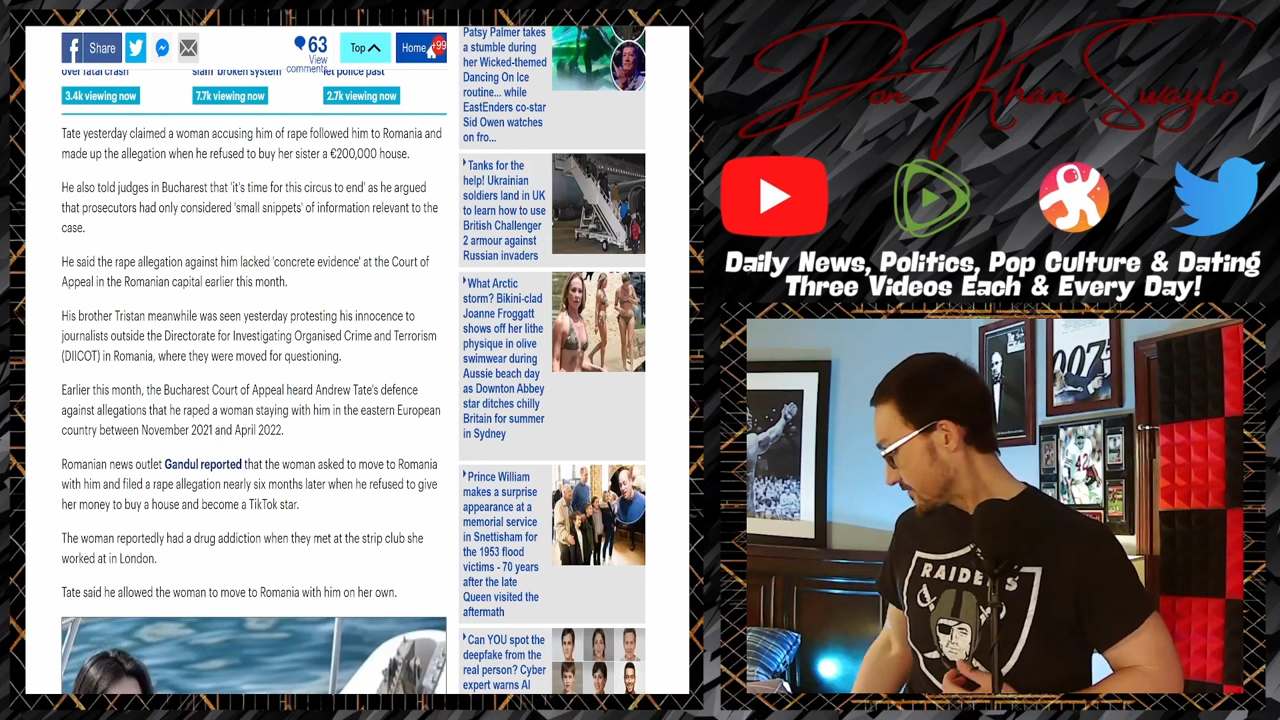 Share
63
View
comments
Top
Home
+99
over fatal crash
slam 'broken system'
let police past
3.4k viewing now
7.7k viewing now
2.7k viewing now
Tate yesterday claimed a woman accusing him of rape followed him to Romania and
made up the allegation when he refused to buy her sister a €200,000 house.
He also told judges in Bucharest that 'it's time for this circus to end' as he argued
that prosecutors had only considered 'small snippets' of information relevant to the
case.
He said the rape allegation against him lacked 'concrete evidence' at the Court of
Appeal in the Romanian capital earlier this month.
His brother Tristan meanwhile was seen yesterday protesting his innocence to
journalists outside the Directorate for Investigating Organised Crime and Terrorism
(DIICOT) in Romania, where they were moved for questioning.
Earlier this month, the Bucharest Court of Appeal heard Andrew Tate's defence
against allegations that he raped a woman staying with him in the eastern European
country between November 2021 and April 2022.
Romanian news outlet Gandul reported that the woman asked to move to Romania
with him and filed a rape allegation nearly six months later when he refused to give
her money to buy a house and become a TikTok star.
The woman reportedly had a drug addiction when they met at the strip club she
worked at in London.
Tate said he allowed the woman to move to Romania with him on her own.
Patsy Palmer takes
a stumble during
her Wicked-themed
Dancing On Ice
routine... while
EastEnders co-star
Sid Owen watches
on fro...
Tanks for the
help! Ukrainian
soldiers land in UK
to learn how to use
British Challenger
2 armour against
Russian invaders
What Arctic
storm? Bikini-clad
Joanne Froggatt
shows off her lithe
physique in olive
swimwear during
Aussie beach day
as Downton Abbey
star ditches chilly
Britain for summer
in Sydney
Prince William
makes a surprise
appearance at a
memorial service
in Snettisham for
the 1953 flood
victims - 70 years
after the late
Queen visited the
aftermath
Can YOU spot the
deepfake from the
real person? Cyber
expert warns AI
Don Khan Swaylo
Daily News, Politics, Pop Culture & Dating
Three Videos Each & Every Day!
007
42
RAIDERS